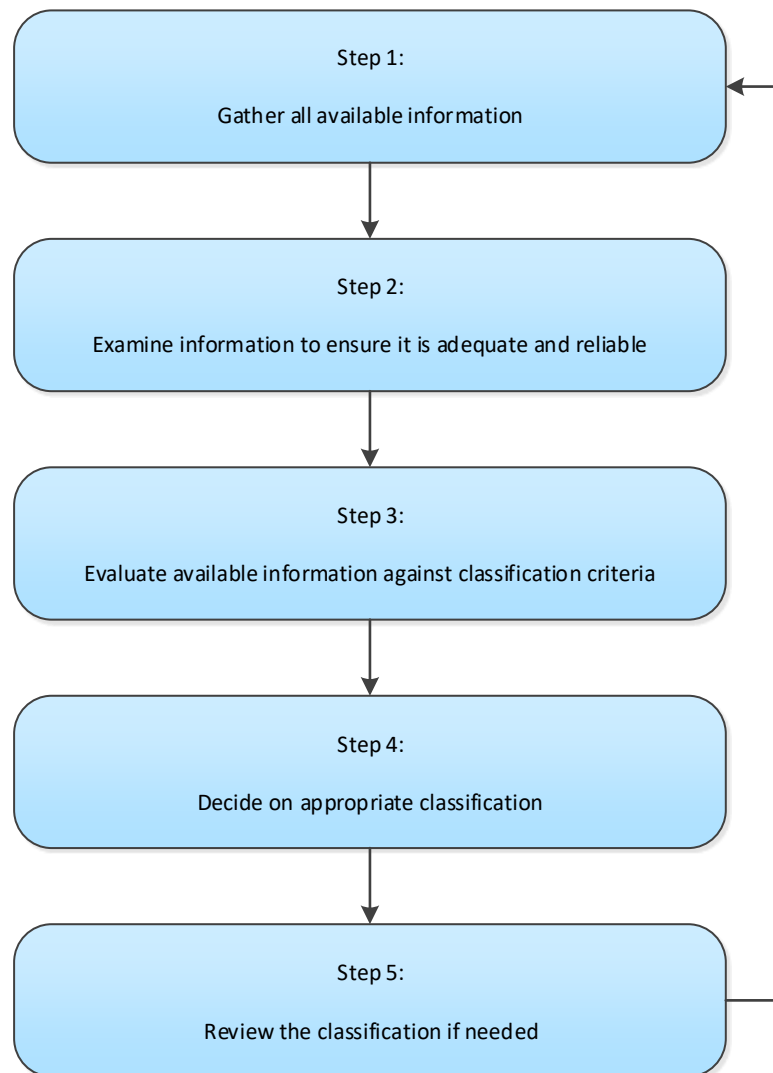 Step 1:
Gather all available information
Step 2:
Examine information to ensure it is adequate and reliable
Step 3:
Evaluate available information against classification criteria
Step 4:
Decide on appropriate classification
Step 5:
Review the classification if needed